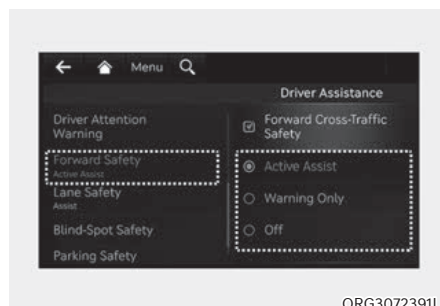 Menu
Driver Assistance
Driver Attention
Warning
Forward Safety
Active Assist
Lane Safety
Assist
Blind-Spot Safety
Parking Safety
Forward Cross-Traffic
Safety
Active Assist
Warning Only
Off
ORG3072391L